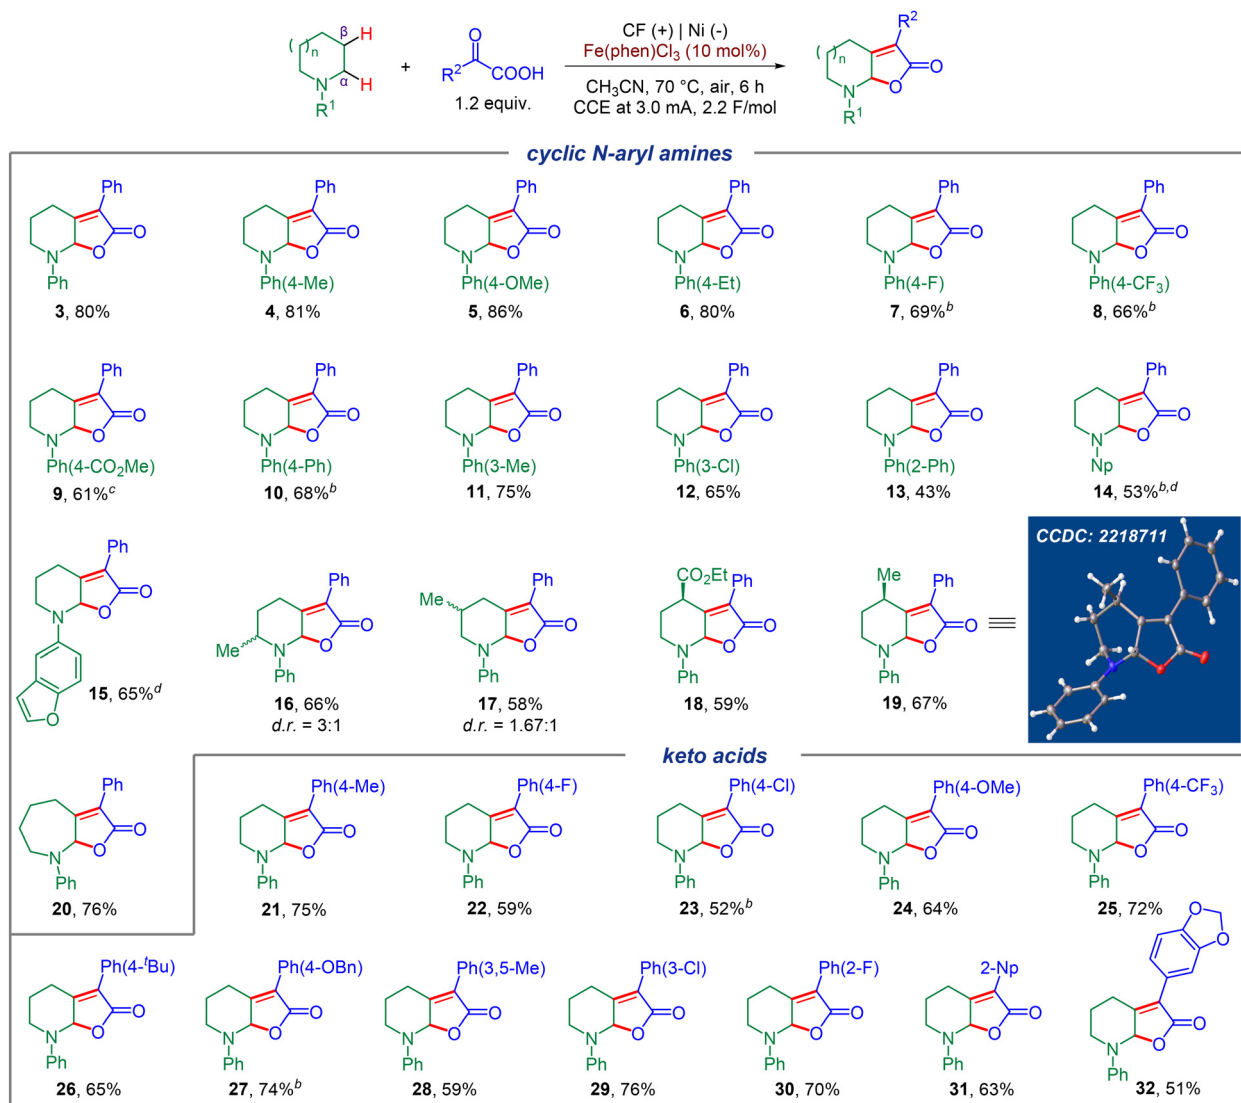 β
H
( )n
α
H
N
R¹
+
O
R²
COOH
1.2 equiv.
CF (+) | Ni (-)
Fe(phen)Cl₃ (10 mol%)
CH₃CN, 70 °C, air, 6 h
CCE at 3.0 mA, 2.2 F/mol
R²
( )n
O
N
O
R¹
cyclic N-aryl amines
Ph
O
N
O
Ph
3, 80%
Ph
O
N
O
Ph(4-Me)
4, 81%
Ph
O
N
O
Ph(4-OMe)
5, 86%
Ph
O
N
O
Ph(4-Et)
6, 80%
Ph
O
N
O
Ph(4-F)
7, 69%ᵇ
Ph
O
N
O
Ph(4-CF₃)
8, 66%ᵇ
Ph
O
N
O
Ph(4-CO₂Me)
9, 61%ᶜ
Ph
O
N
O
Ph(4-Ph)
10, 68%ᵇ
Ph
O
N
O
Ph(3-Me)
11, 75%
Ph
O
N
O
Ph(3-Cl)
12, 65%
Ph
O
N
O
Ph(2-Ph)
13, 43%
Ph
O
N
O
Np
14, 53%ᵇ,ᵈ
Ph
O
N
O
O
15, 65%ᵈ
Ph
O
Me
N
O
Ph
16, 66%
d.r. = 3:1
Me
Ph
O
N
O
Ph
17, 58%
d.r. = 1.67:1
CO₂Et
Ph
O
N
O
Ph
18, 59%
Me
Ph
O
N
O
Ph
19, 67%
CCDC: 2218711
keto acids
Ph
O
N
O
Ph
20, 76%
Ph(4-Me)
O
N
O
Ph
21, 75%
Ph(4-F)
O
N
O
Ph
22, 59%
Ph(4-Cl)
O
N
O
Ph
23, 52%ᵇ
Ph(4-OMe)
O
N
O
Ph
24, 64%
Ph(4-CF₃)
O
N
O
Ph
25, 72%
Ph(4-ᵗBu)
O
N
O
Ph
26, 65%
Ph(4-OBn)
O
N
O
Ph
27, 74%ᵇ
Ph(3,5-Me)
O
N
O
Ph
28, 59%
Ph(3-Cl)
O
N
O
Ph
29, 76%
Ph(2-F)
O
N
O
Ph
30, 70%
2-Np
O
N
O
Ph
31, 63%
O
O
O
N
O
Ph
32, 51%